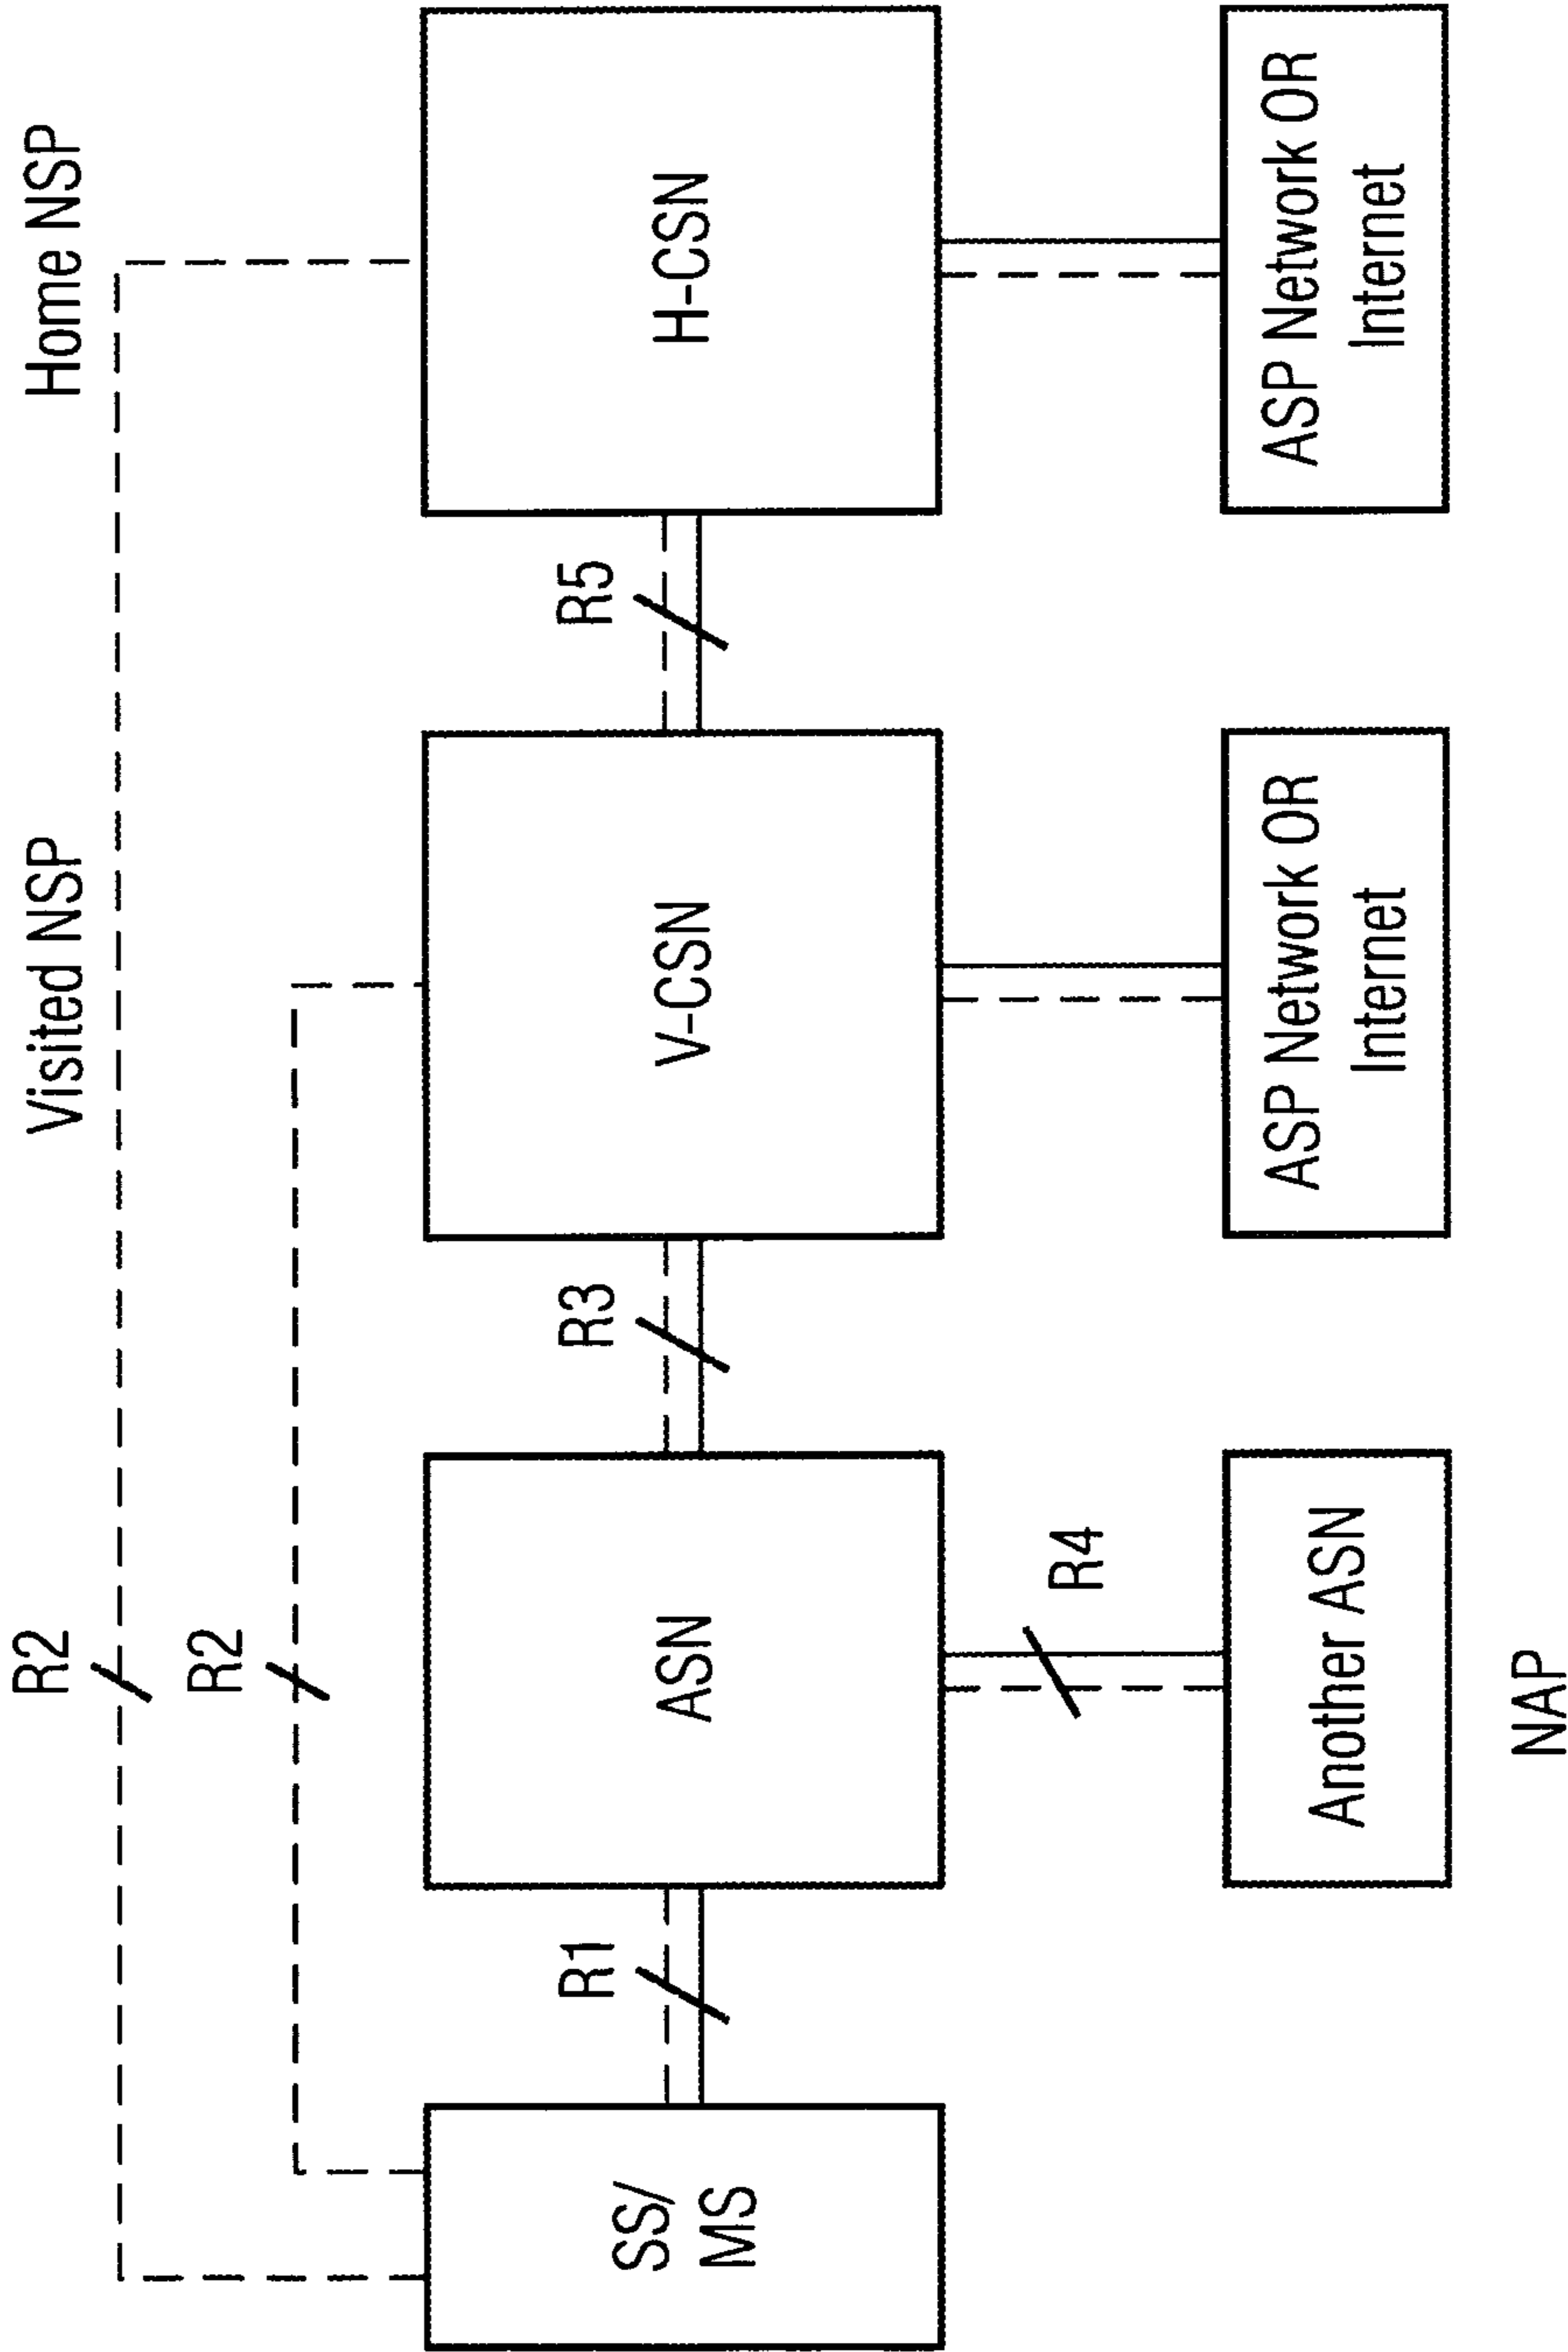 R2
Visited NSP
Home NSP
R2
R1
R3
R5
SS/
MS
ASN
V-CSN
H-CSN
R4
Another ASN
ASP Network OR
Internet
ASP Network OR
Internet
NAP